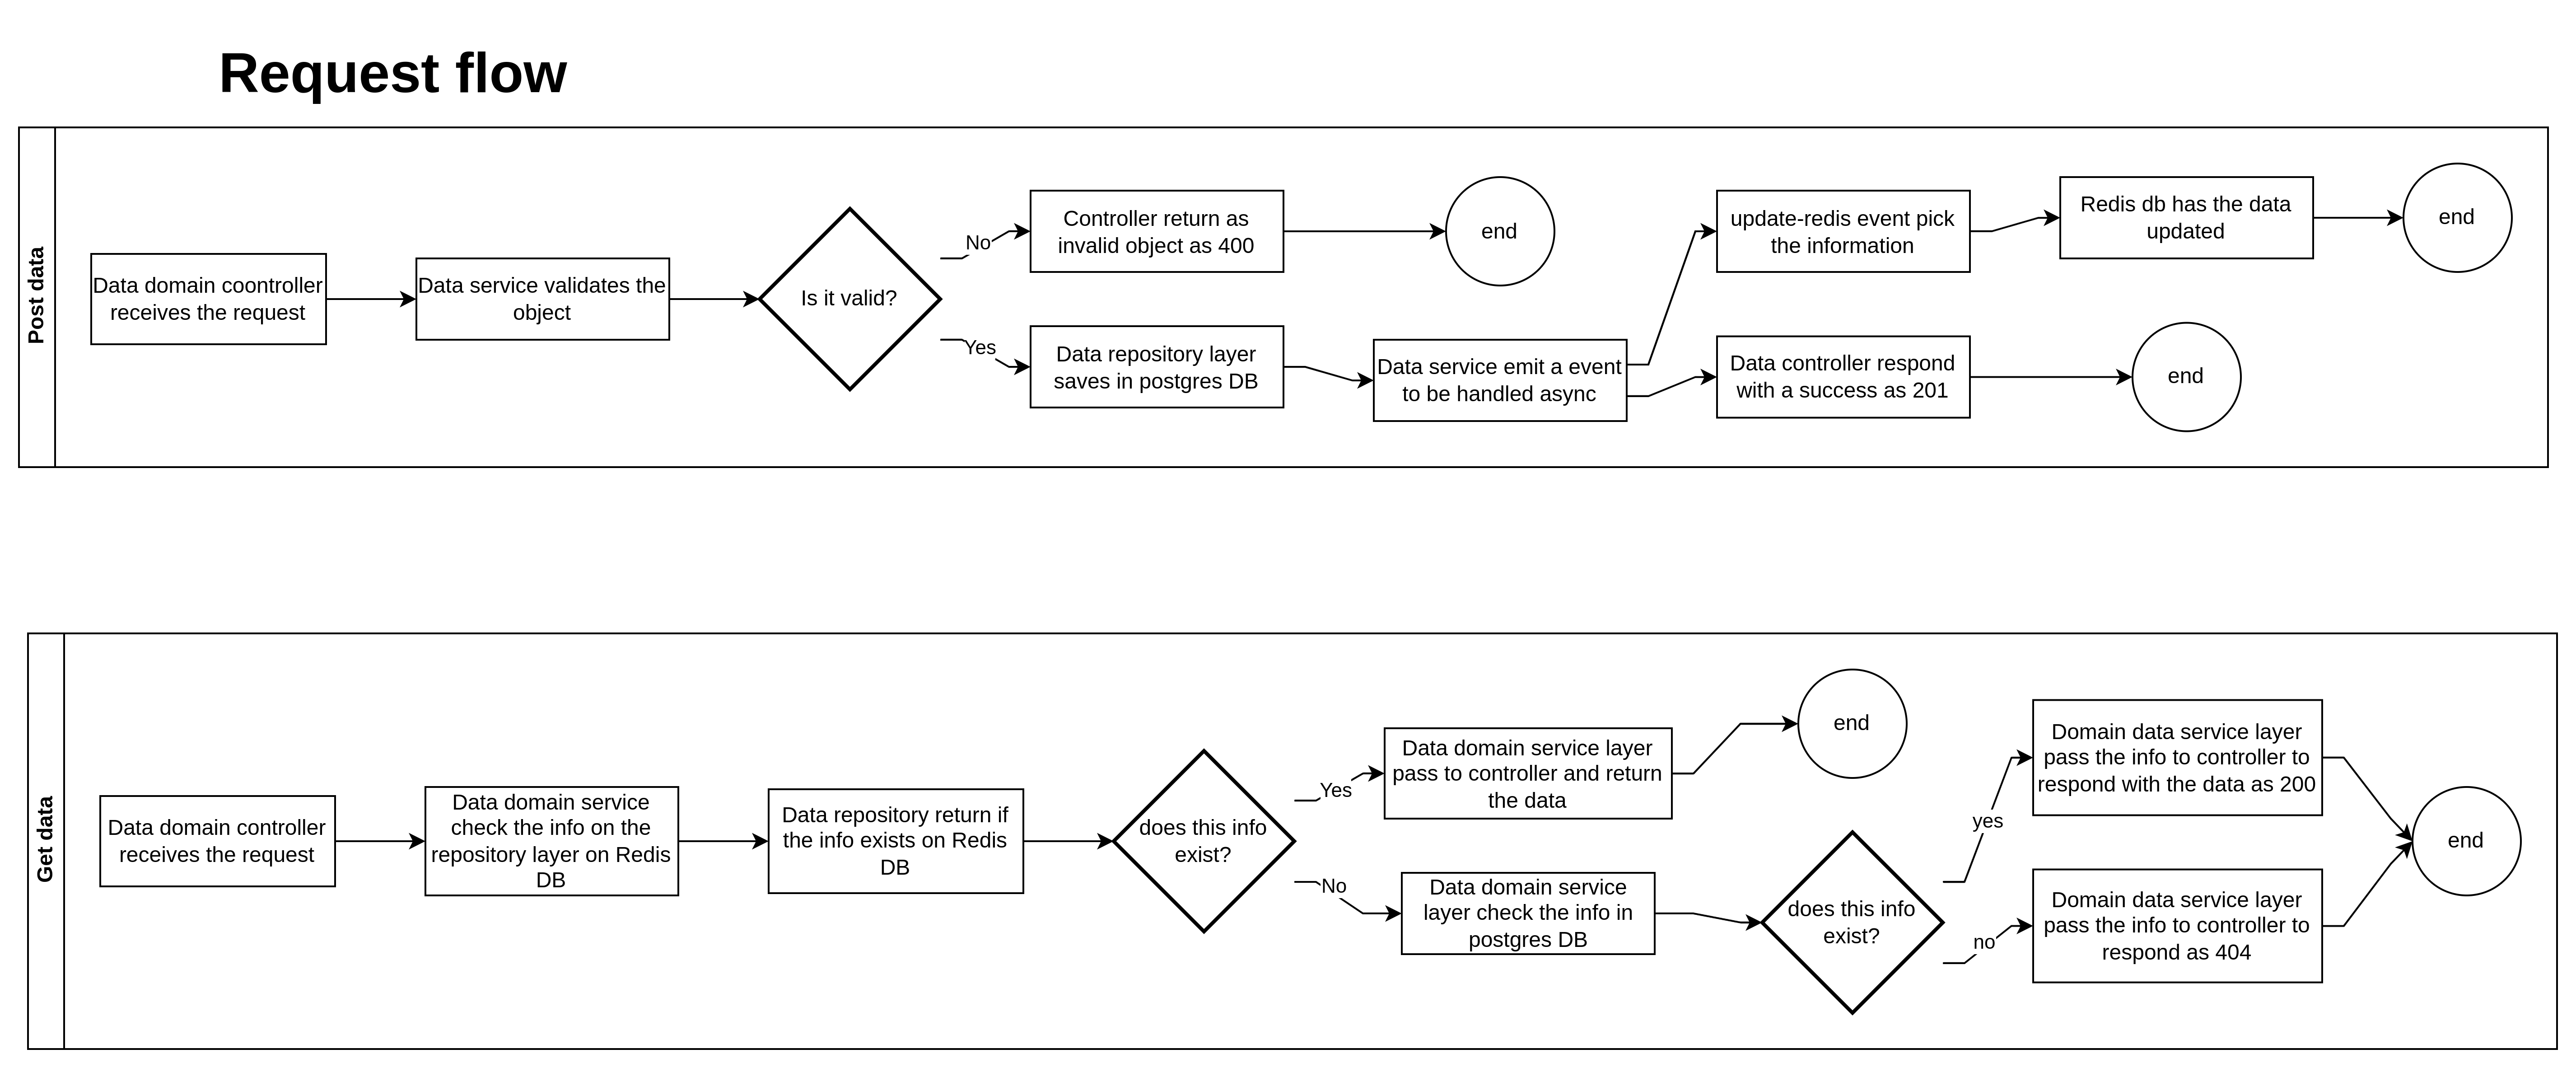 Request flow
Post data
Data domain coontroller
receives the request
Data service validates the
object
Is it valid?
No
Yes
Controller return as
invalid object as 400
end
Data repository layer
saves in postgres DB
Data service emit a event
to be handled async
update-redis event pick
the information
Redis db has the data
updated
end
Data controller respond
with a success as 201
end
Get data
Data domain controller
receives the request
Data domain service
check the info on the
repository layer on Redis
DB
Data repository return if
the info exists on Redis
DB
does this info
exist?
Yes
No
Data domain service layer
pass to controller and return
the data
end
Data domain service
layer check the info in
postgres DB
does this info
exist?
yes
no
Domain data service layer
pass the info to controller to
respond with the data as 200
Domain data service layer
pass the info to controller to
respond as 404
end